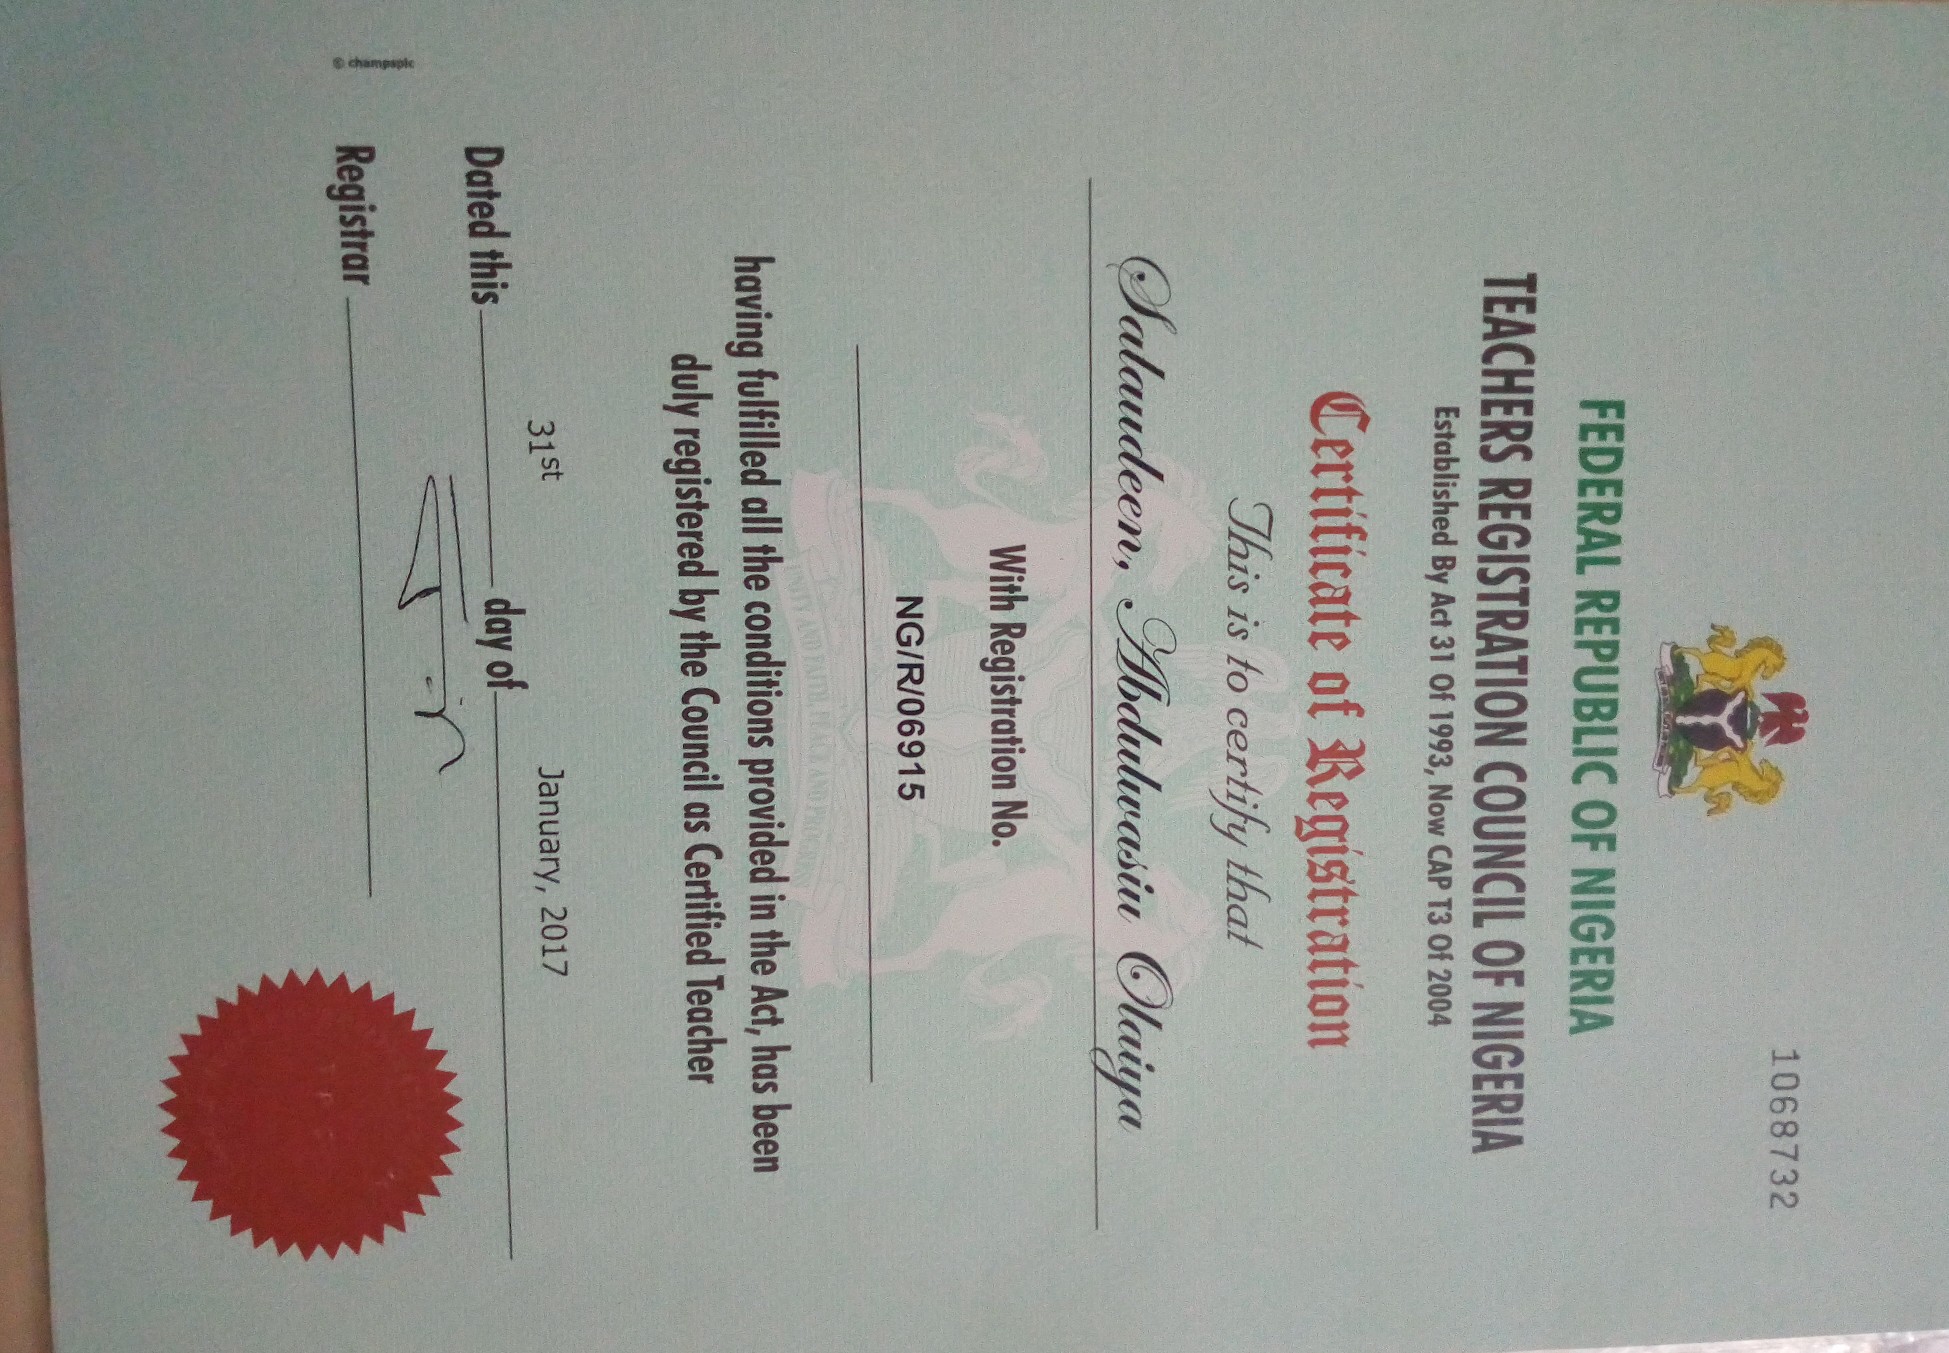 1068732
FEDERAL REPUBLIC OF NIGERIA
TEACHERS REGISTRATION COUNCIL OF NIGERIA
Established By Act 31 Of 1993, Now CAP T3 Of 2004
Certificate of Registration
This is to certify that
Salaudeen, Abdulwasiu Olaiya
With Registration No.
NG/R/06915
UNITY AND FAITH, PEACE AND PROGRESS
having fulfilled all the conditions provided in the Act, has been
duly registered by the Council as Certified Teacher
31st January, 2017
Dated this day of
Registrar
© champsplc